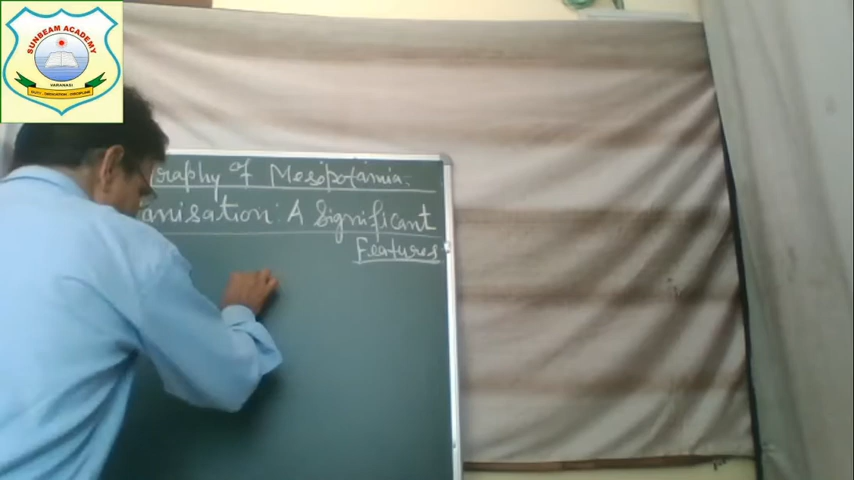 SUNBEAM ACADEMY
VARANASI
raphy of Mesopotamia:
anisation: A Significant
Features